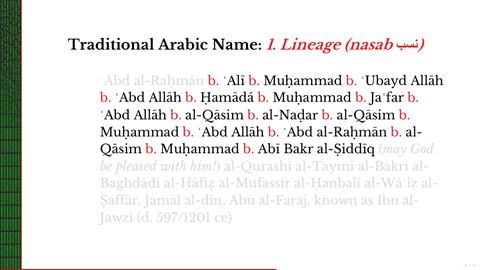 Traditional Arabic Name: 1. Lineage (nasab نسب)
ʿAbd al-Raḥmān b. ʿAlī b. Muḥammad b. ʿUbayd Allāh
b. ʿAbd Allāh b. Ḥamādá b. Muḥammad b. Jaʿfar b.
ʿAbd Allāh b. al-Qāsim b. al-Naḍar b. al-Qāsim b.
Muḥammad b. ʿAbd Allāh b. ʿAbd al-Raḥmān b. al-
Qāsim b. Muḥammad b. Abī Bakr al-Ṣiddīq (may God
be pleased with him!) al-Qurashī al-Taymī al-Bakrī al-
Baghdādī al-Ḥāfiẓ al-Mufassir al-Ḥanbalī al-Wāʿiẓ al-
Ṣaffār, Jamāl al-dīn, Abū al-Faraj, known as Ibn al-
Jawzī (d. 597/1201 ce)